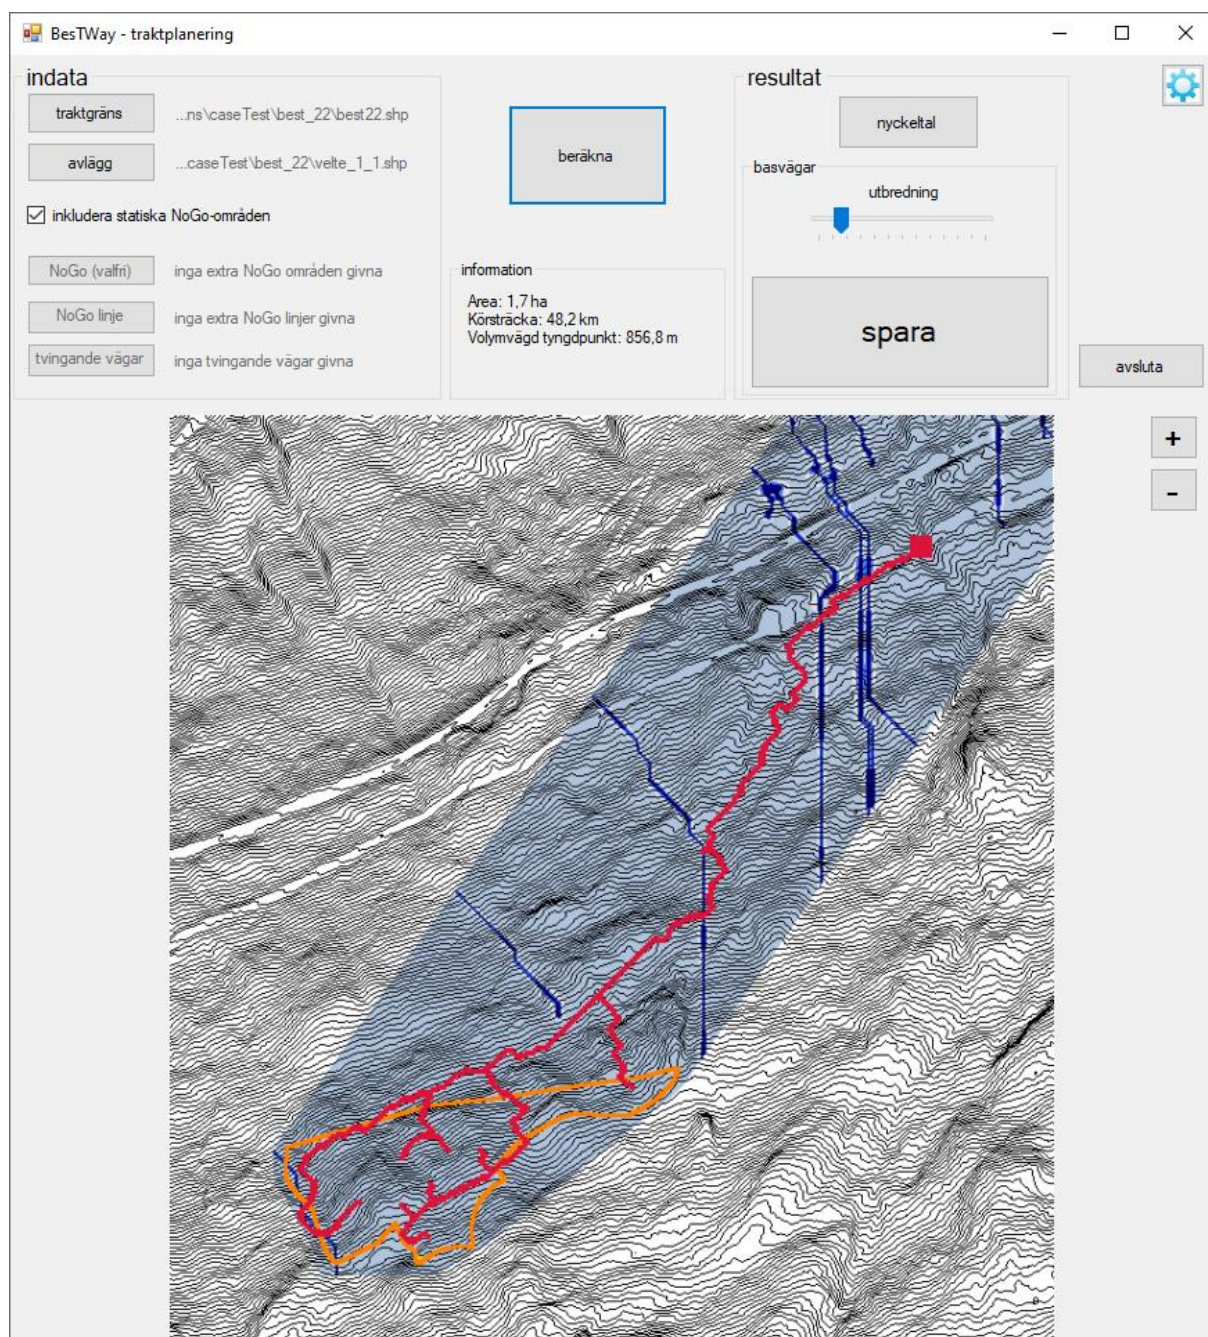 BesTWay - traktplanering
indata
traktgräns
...ns\caseTest\best_22\best22.shp
avlägg
...caseTest\best_22\velte_1_1.shp
inkludera statiska NoGo-områden
NoGo (valfri)
inga extra NoGo områden givna
NoGo linje
inga extra NoGo linjer givna
tvingande vägar
inga tvingande vägar givna
beräkna
information
Area: 1,7 ha
Körsträcka: 48,2 km
Volymvägd tyngdpunkt: 856,8 m
resultat
nyckeltal
basvägar
utbredning
spara
avsluta
+
-